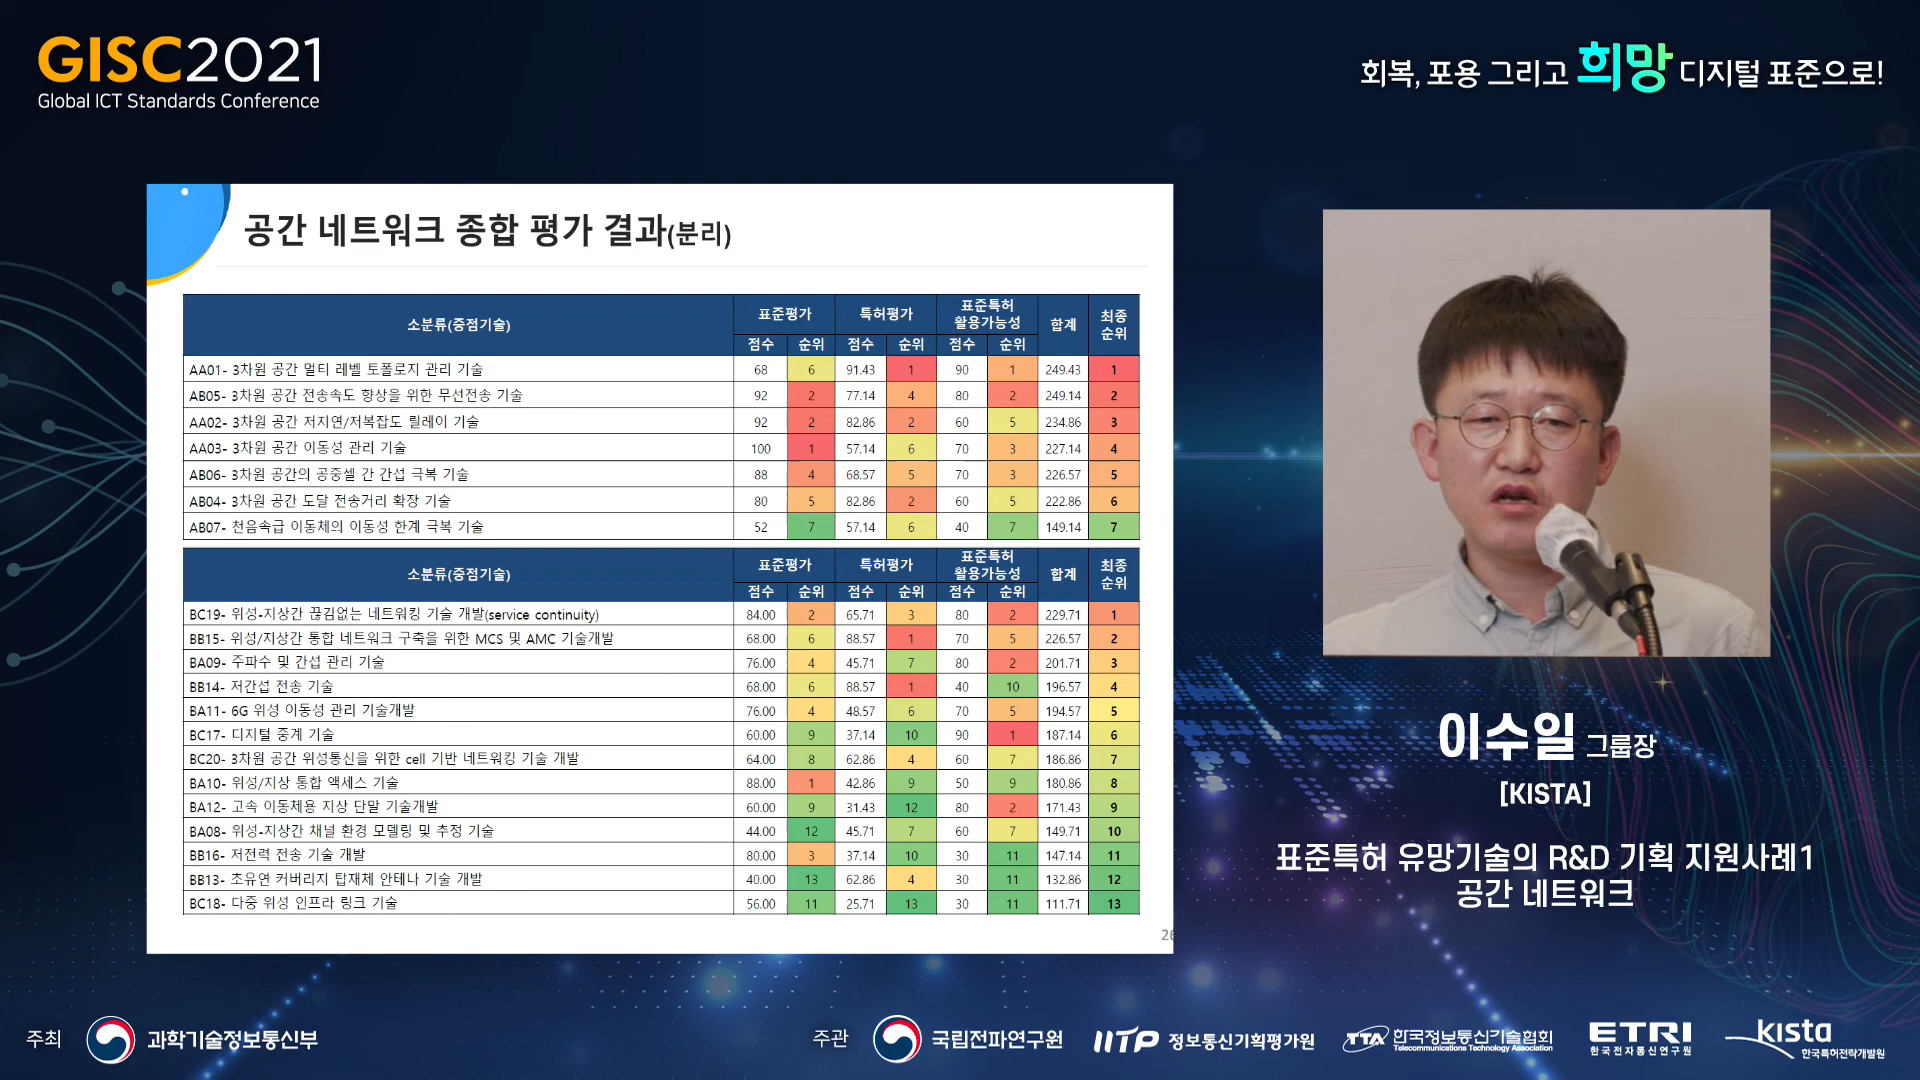 GISC2021
Global ICT Standards Conference
회복, 포용 그리고 희망 디지털 표준으로!
공간 네트워크 종합 평가 결과(분리)
소분류(중점기술) 표준평가 특허평가 표준특허 활용가능성 합계 최종 순위
점수 순위 점수 순위 점수 순위
AA01- 3차원 공간 멀티 레벨 토폴로지 관리 기술 68 6 91.43 1 90 1 249.43 1
AB05- 3차원 공간 전송속도 향상을 위한 무선전송 기술 92 2 77.14 4 80 2 249.14 2
AA02- 3차원 공간 저지연/저복잡도 릴레이 기술 92 2 82.86 2 60 5 234.86 3
AA03- 3차원 공간 이동성 관리 기술 100 1 57.14 6 70 3 227.14 4
AB06- 3차원 공간의 공중셀 간 간섭 극복 기술 88 4 68.57 5 70 3 226.57 5
AB04- 3차원 공간 도달 전송거리 확장 기술 80 5 82.86 2 60 5 222.86 6
AB07- 천음속급 이동체의 이동성 한계 극복 기술 52 7 57.14 6 40 7 149.14 7
소분류(중점기술) 표준평가 특허평가 표준특허 활용가능성 합계 최종 순위
점수 순위 점수 순위 점수 순위
BC19- 위성-지상간 끊김없는 네트워킹 기술 개발(service continuity) 84.00 2 65.71 3 80 2 229.71 1
BB15- 위성/지상간 통합 네트워크 구축을 위한 MCS 및 AMC 기술개발 68.00 6 88.57 1 70 5 226.57 2
BA09- 주파수 및 간섭 관리 기술 76.00 4 45.71 7 80 2 201.71 3
BB14- 저간섭 전송 기술 68.00 6 88.57 1 40 10 196.57 4
BA11- 6G 위성 이동성 관리 기술개발 76.00 4 48.57 6 70 5 194.57 5
BC17- 디지털 중계 기술 60.00 9 37.14 10 90 1 187.14 6
BC20- 3차원 공간 위성통신을 위한 cell 기반 네트워킹 기술 개발 64.00 8 62.86 4 60 7 186.86 7
BA10- 위성/지상 통합 액세스 기술 88.00 1 42.86 9 50 9 180.86 8
BA12- 고속 이동체용 지상 단말 기술개발 60.00 9 31.43 12 80 2 171.43 9
BA08- 위성-지상간 채널 환경 모델링 및 추정 기술 44.00 12 45.71 7 60 7 149.71 10
BB16- 저전력 전송 기술 개발 80.00 3 37.14 10 30 11 147.14 11
BB13- 초유연 커버리지 탑재체 안테나 기술 개발 40.00 13 62.86 4 30 11 132.86 12
BC18- 다중 위성 인프라 링크 기술 56.00 11 25.71 13 30 11 111.71 13
26
이수일 그룹장
[KISTA]
표준특허 유망기술의 R&D 기획 지원사례1
공간 네트워크
주최 과학기술정보통신부 주관 국립전파연구원 IITP 정보통신기획평가원 TTA 한국정보통신기술협회 Telecommunications Technology Association ETRI 한국전자통신연구원 kista 한국특허전략개발원